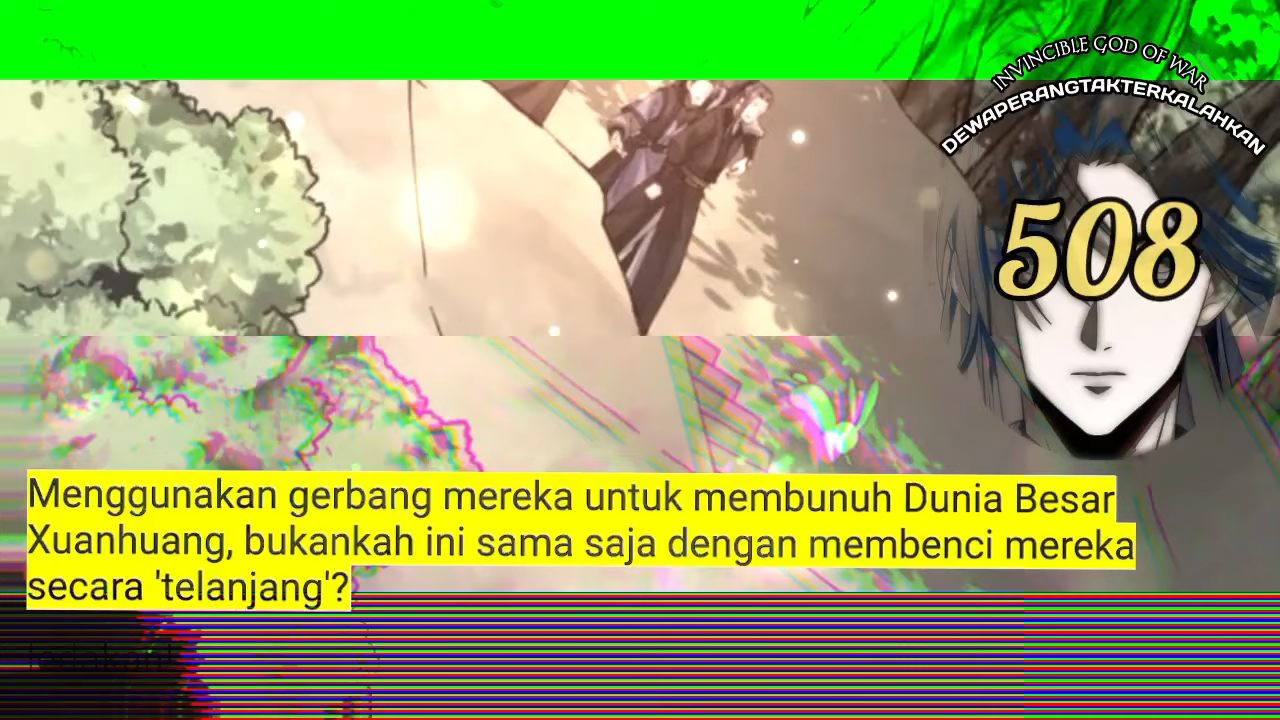 INVINCIBLE GOD OF WAR
DEWAPERANGTAKTERKALAHKAN
508
Menggunakan gerbang mereka untuk membunuh Dunia Besar
Xuanhuang, bukankah ini sama saja dengan membenci mereka
secara 'telanjang'?